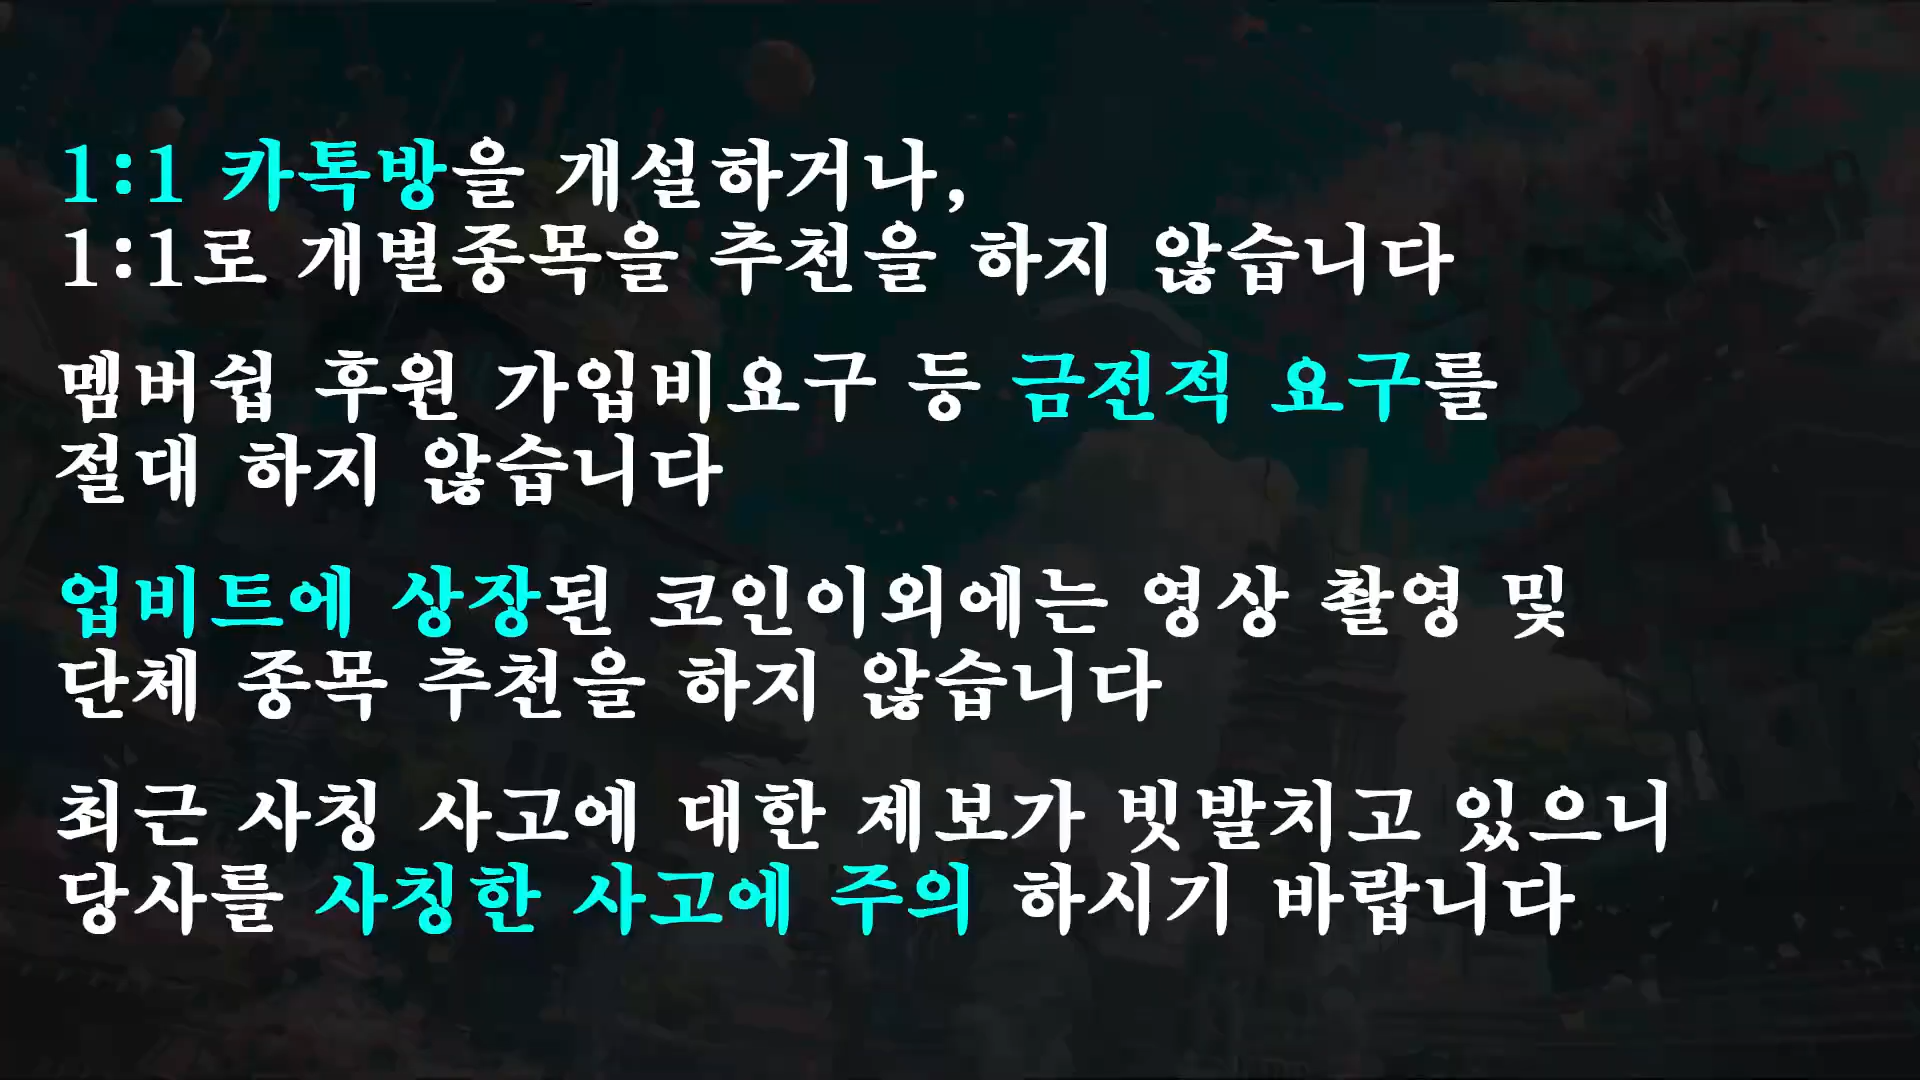 1:1 카톡방을 개설하거나,
1:1로 개별종목을 추천을 하지 않습니다
멤버쉽 후원 가입비요구 등 금전적 요구를
절대 하지 않습니다
업비트에 상장된 코인이외에는 영상 촬영 및
단체 종목 추천을 하지 않습니다
최근 사칭 사고에 대한 제보가 빗발치고 있으니
당사를 사칭한 사고에 주의 하시기 바랍니다